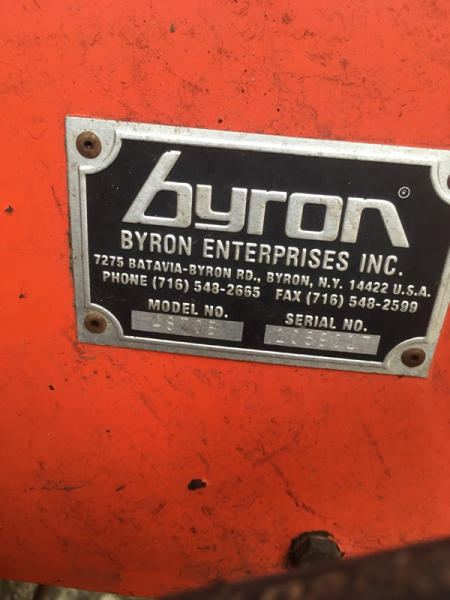 byron®
BYRON ENTERPRISES INC.
7275 BATAVIA-BYRON RD., BYRON, N.Y. 14422 U.S.A.
PHONE (716) 548-2665 FAX (716) 548-2599
MODEL NO. SERIAL NO.